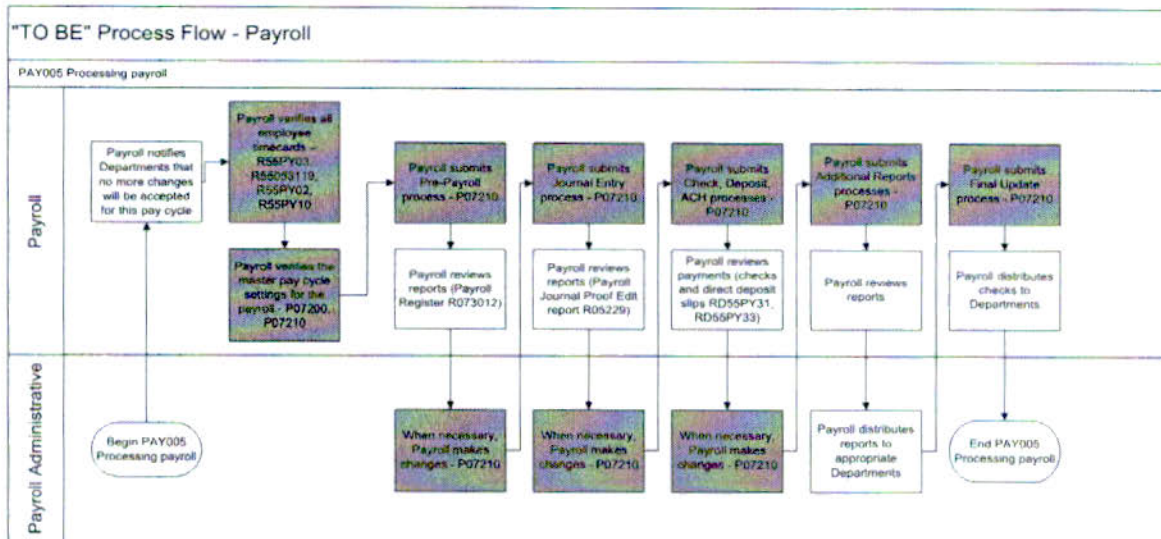 "TO BE" Process Flow - Payroll
PAY005 Processing payroll
Payroll
Payroll notifies
Departments that
no more changes
will be accepted
for this pay cycle
Payroll verifies all
employee
timecards –
R55PY03,
R55053119,
R55PY02,
R55PY10
Payroll verifies the
master pay cycle
settings for the
payroll - P07200,
P07210
Payroll submits
Pre-Payroll
process - P07210
Payroll reviews
reports (Payroll
Register R073012)
Payroll submits
Journal Entry
process - P07210
Payroll reviews
reports (Payroll
Journal Proof Edit
report R05229)
Payroll submits
Check, Deposit,
ACH processes -
P07210
Payroll reviews
payments (checks
and direct deposit
slips RD55PY31,
RD55PY33)
Payroll submits
Additional Reports
processes -
P07210
Payroll reviews
reports
Payroll submits
Final Update
process - P07210
Payroll distributes
checks to
Departments
Payroll Administrative
Begin PAY005
Processing payroll
When necessary,
Payroll makes
changes - P07210
When necessary,
Payroll makes
changes - P07210
When necessary,
Payroll makes
changes - P07210
Payroll distributes
reports to
appropriate
Departments
End PAY005
Processing payroll